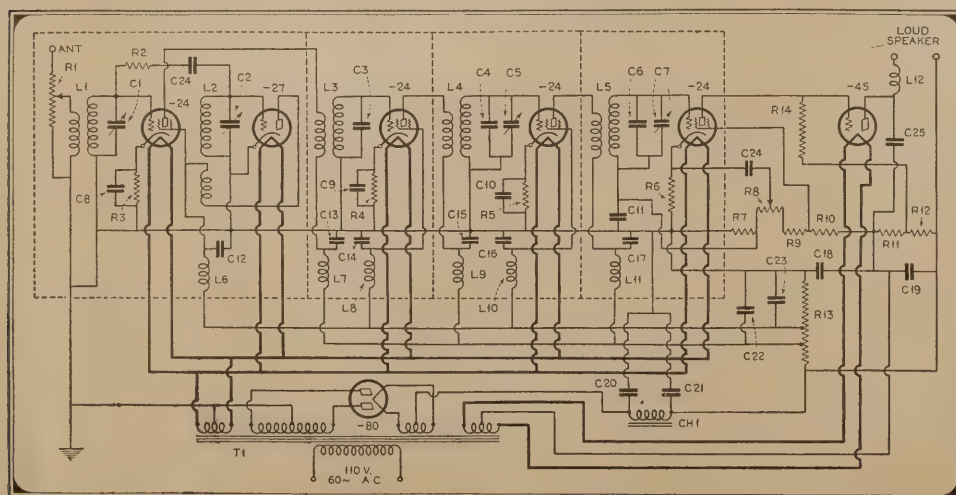 ANT
LOUD
SPEAKER
R1
R2
C24
L1
C1
-24
L2
C2
-27
L3
C3
-24
L4
C4
C5
-24
L5
C6
C7
-24
R14
-45
L12
C25
C8
R3
C9
R4
C10
R5
R6
C24
R8
C11
C12
L6
C13
C14
C15
C16
C17
R7
R9
R10
R11
R12
L7
L8
L9
L10
L11
C23
C18
C19
C22
R13
C20
C21
CH1
-80
T1
110 V.
60~ A C